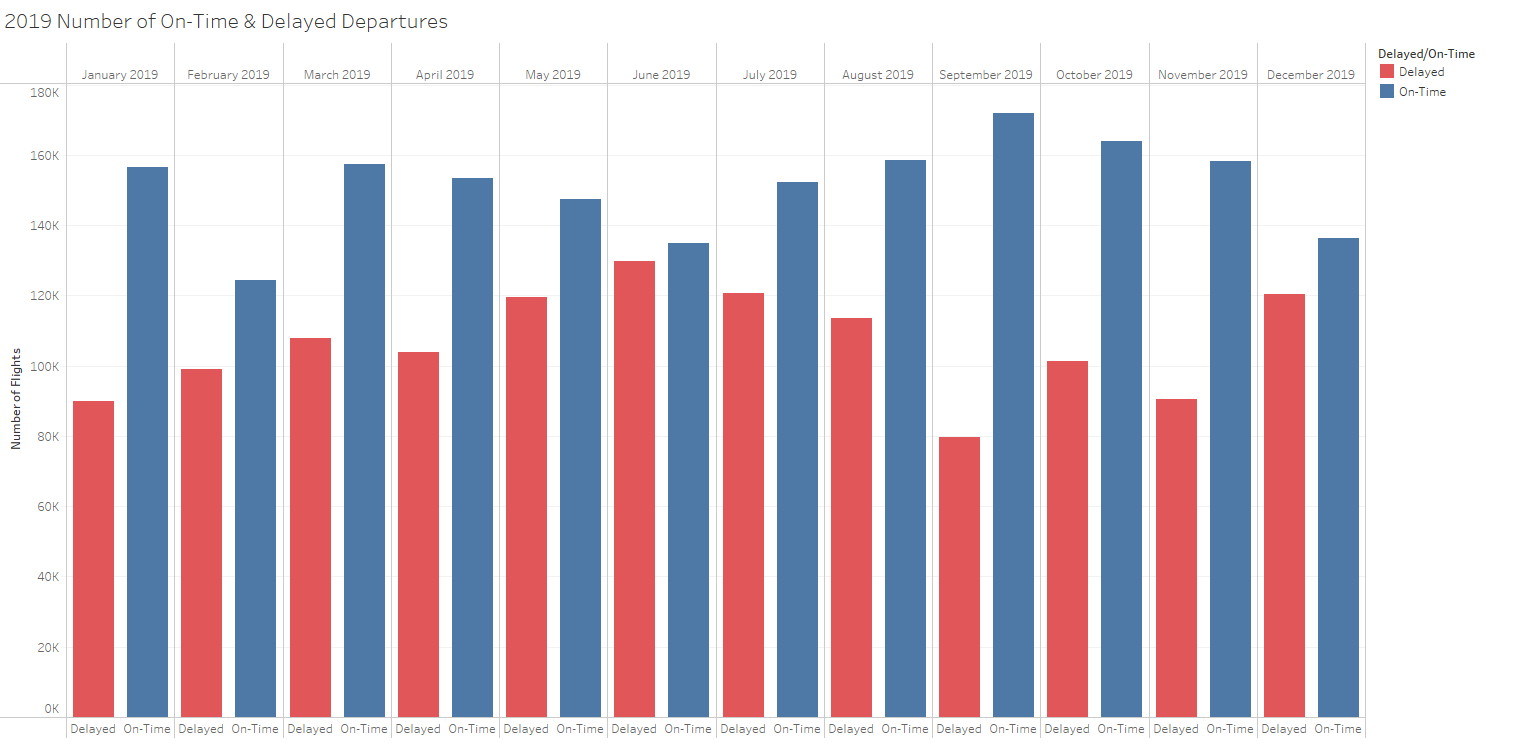 2019 Number of On-Time & Delayed Departures
January 2019 February 2019 March 2019 April 2019 May 2019 June 2019 July 2019 August 2019 September 2019 October 2019 November 2019 December 2019
Delayed/On-Time
Delayed
On-Time
180K
160K
140K
120K
100K
80K
60K
40K
20K
0K
Number of Flights
Delayed On-Time Delayed On-Time Delayed On-Time Delayed On-Time Delayed On-Time Delayed On-Time Delayed On-Time Delayed On-Time Delayed On-Time Delayed On-Time Delayed On-Time Delayed On-Time